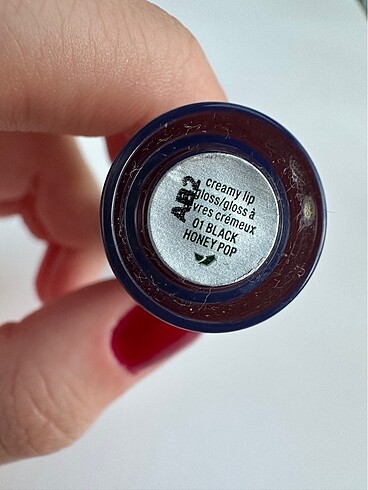 AB2
creamy lip
gloss/gloss à
vres crémeux
01 BLACK
HONEY POP